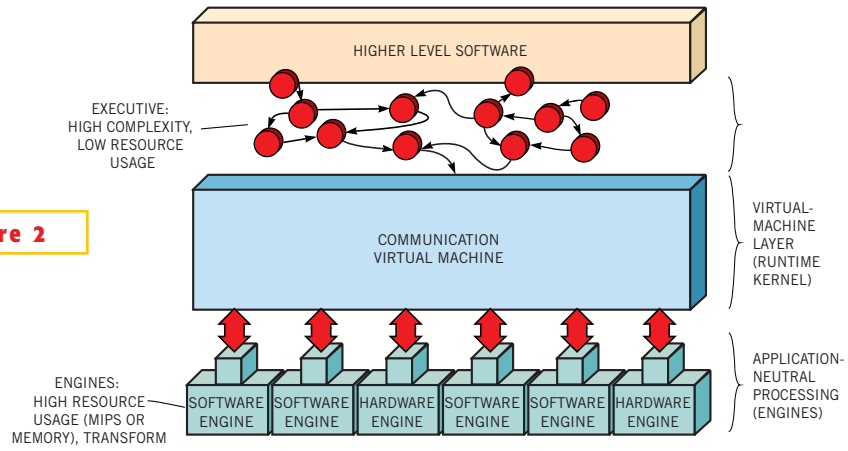 HIGHER LEVEL SOFTWARE
EXECUTIVE:
HIGH COMPLEXITY,
LOW RESOURCE
USAGE
re 2
COMMUNICATION
VIRTUAL MACHINE
VIRTUAL-
MACHINE
LAYER
(RUNTIME
KERNEL)
ENGINES:
HIGH RESOURCE
USAGE (MIPS OR
MEMORY), TRANSFORM
SOFTWARE
ENGINE
SOFTWARE
ENGINE
HARDWARE
ENGINE
SOFTWARE
ENGINE
SOFTWARE
ENGINE
HARDWARE
ENGINE
APPLICATION-
NEUTRAL
PROCESSING
(ENGINES)